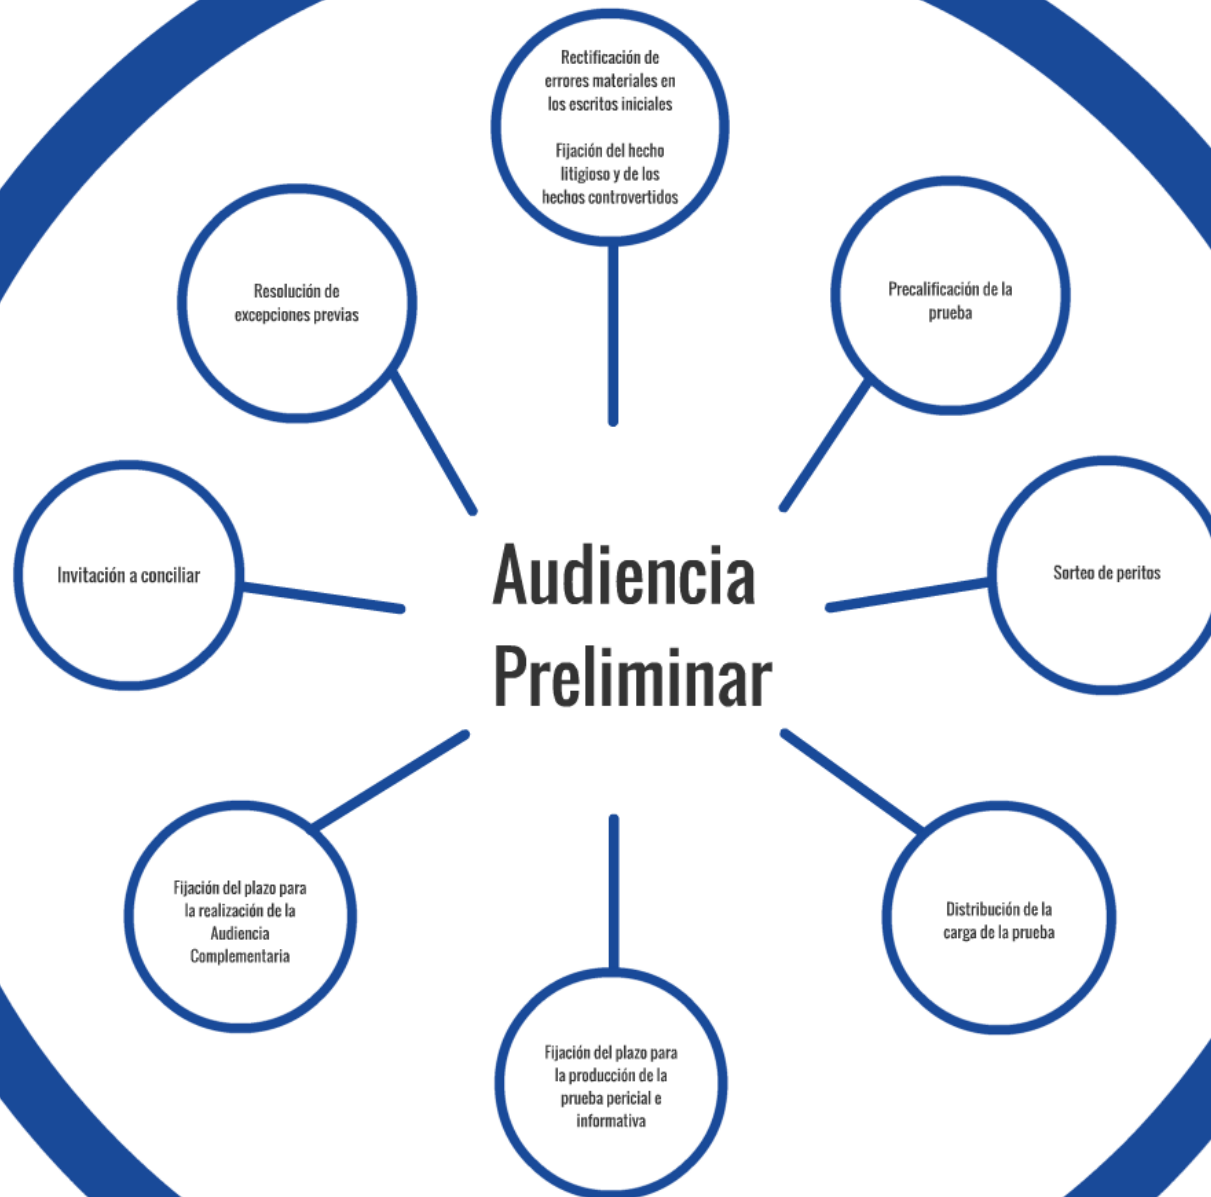 Rectificación de
errores materiales en
los escritos iniciales
Fijación del hecho
litigioso y de los
hechos controvertidos
Resolución de
excepciones previas
Precalificación de la
prueba
Invitación a conciliar
Sorteo de peritos
Audiencia
Preliminar
Fijación del plazo para
la realización de la
Audiencia
Complementaria
Distribución de la
carga de la prueba
Fijación del plazo para
la producción de la
prueba pericial e
informativa